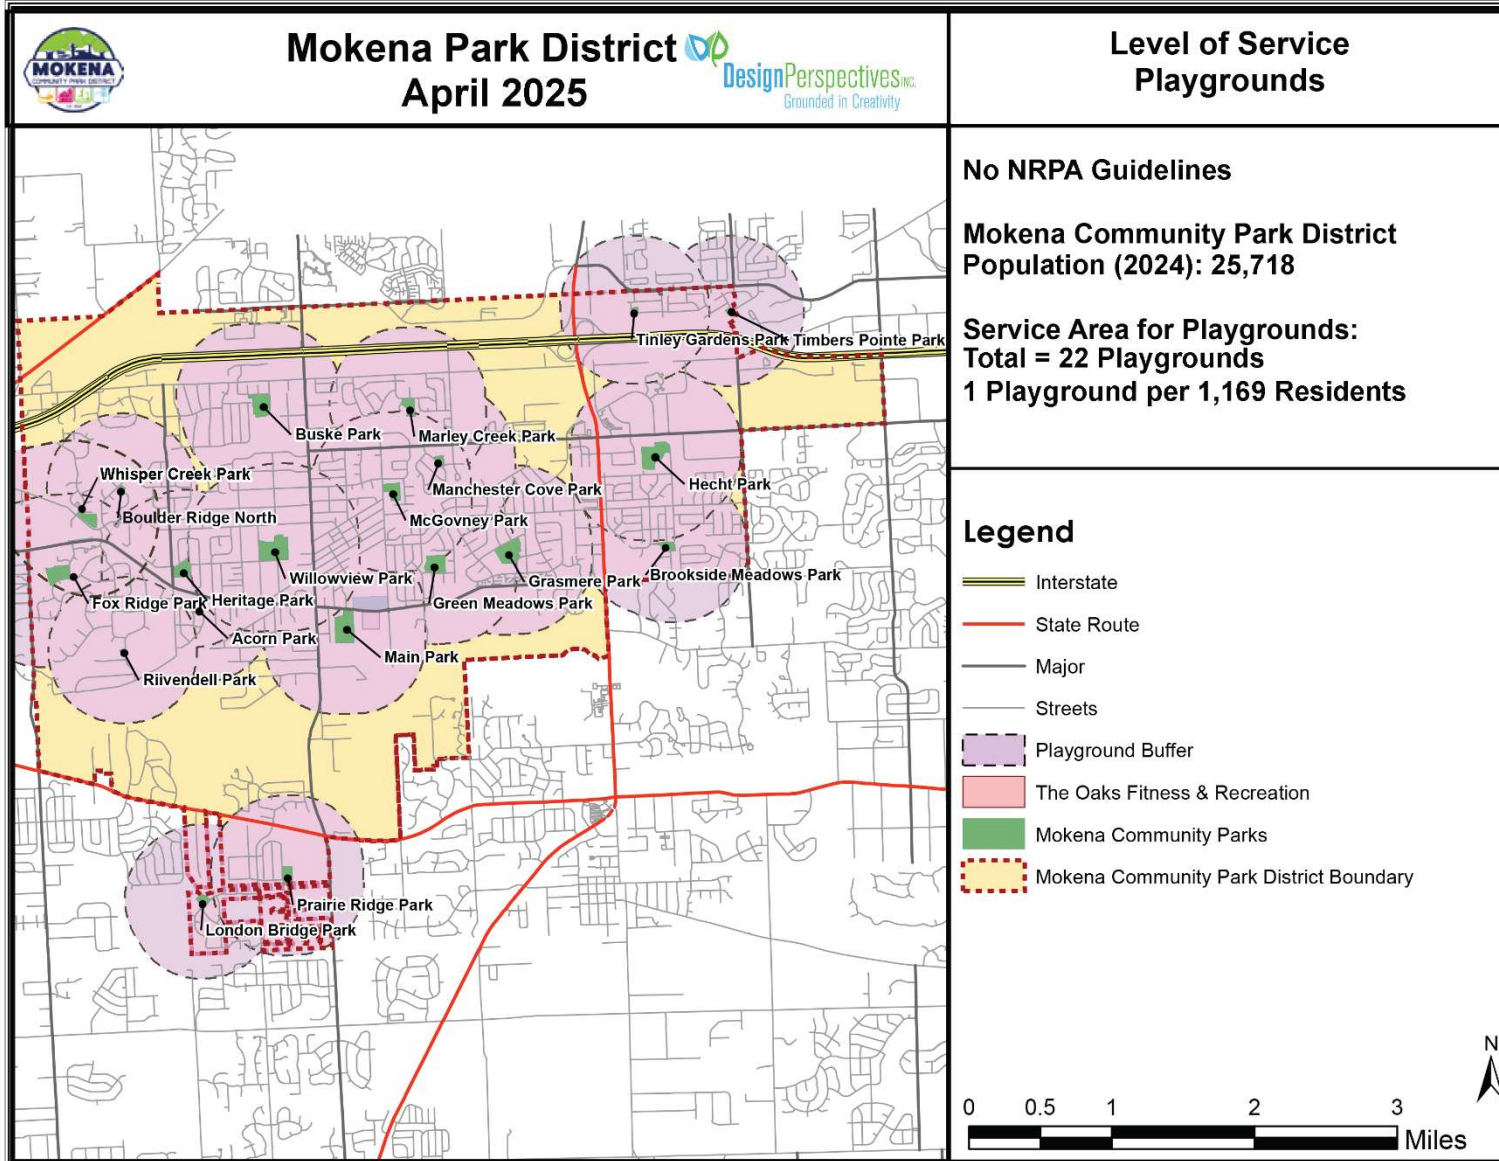 MOKENA
COMMUNITY PARK DISTRICT
Mokena Park District
April 2025
DesignPerspectives INC.
Grounded in Creativity
Level of Service
Playgrounds
No NRPA Guidelines
Mokena Community Park District
Population (2024): 25,718
Service Area for Playgrounds:
Total = 22 Playgrounds
1 Playground per 1,169 Residents
Tinley Gardens Park
Timbers Pointe Park
Buske Park
Marley Creek Park
Whisper Creek Park
Manchester Cove Park
Hecht Park
Boulder Ridge North
McGovney Park
Willowview Park
Grasmere Park
Brookside Meadows Park
Fox Ridge Park
Heritage Park
Green Meadows Park
Acorn Park
Main Park
Riivendell Park
Prairie Ridge Park
London Bridge Park
Legend
Interstate
State Route
Major
Streets
Playground Buffer
The Oaks Fitness & Recreation
Mokena Community Parks
Mokena Community Park District Boundary
N
0 0.5 1 2 3
Miles